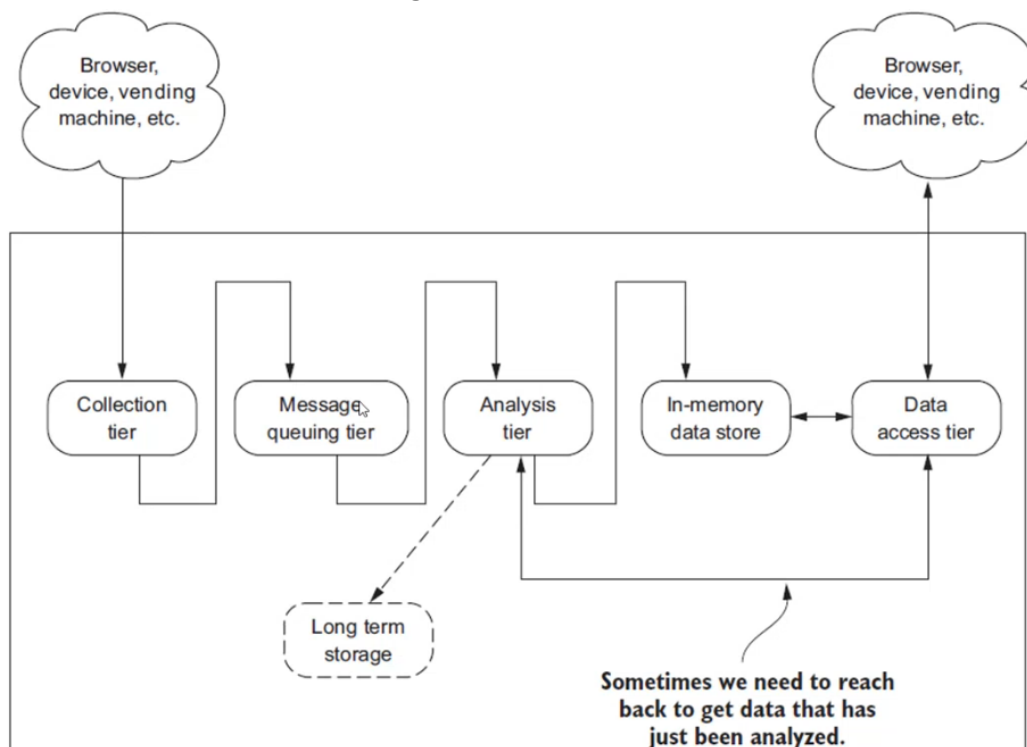 Browser,
device, vending
machine, etc.
Browser,
device, vending
machine, etc.
Collection
tier
Message
queuing tier
Analysis
tier
In-memory
data store
Data
access tier
Long term
storage
Sometimes we need to reach
back to get data that has
just been analyzed.